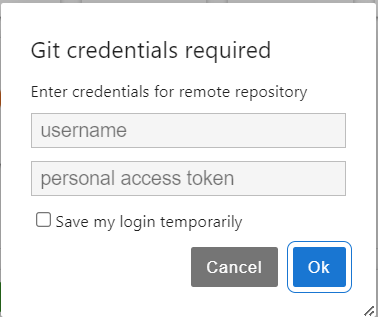 Git credentials required
Enter credentials for remote repository
username
personal access token
Save my login temporarily
Cancel
Ok